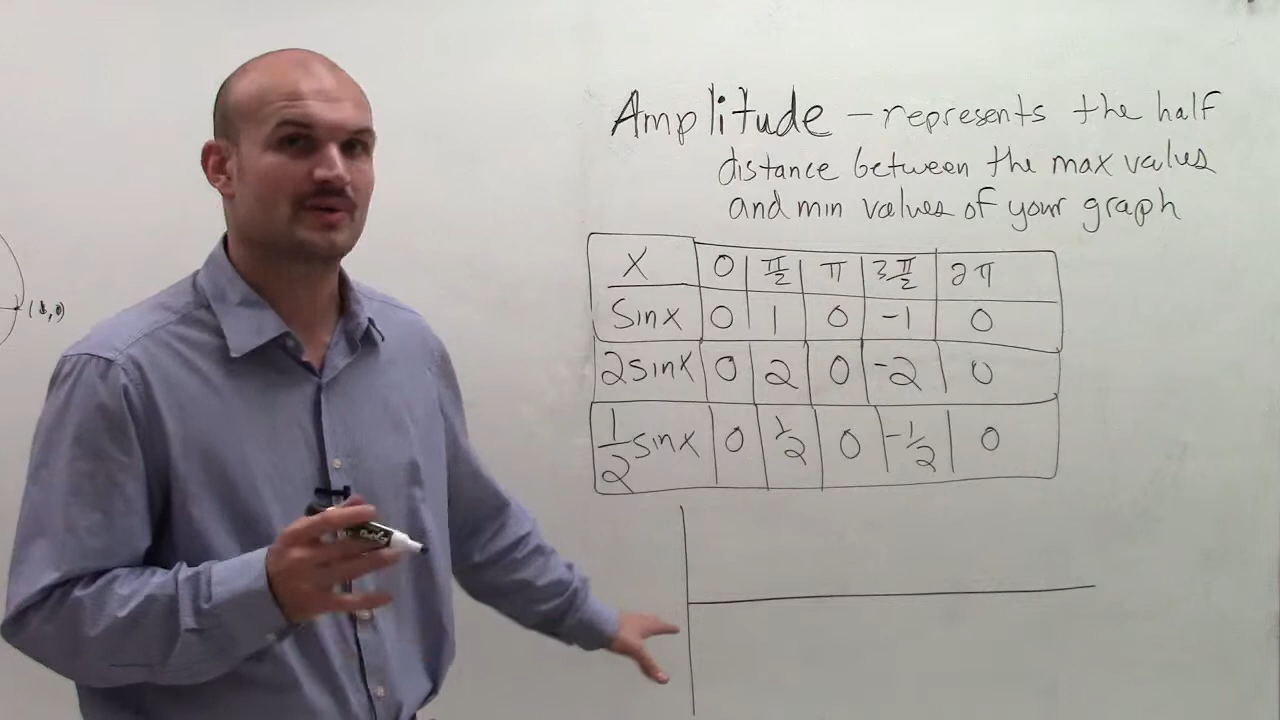 Amplitude – represents the half
distance between the max values
and min values of your graph
X 0 π/2 π 3π/2 2π
Sinx 0 1 0 -1 0
2sinx 0 2 0 -2 0
1/2 sinx 0 1/2 0 -1/2 0